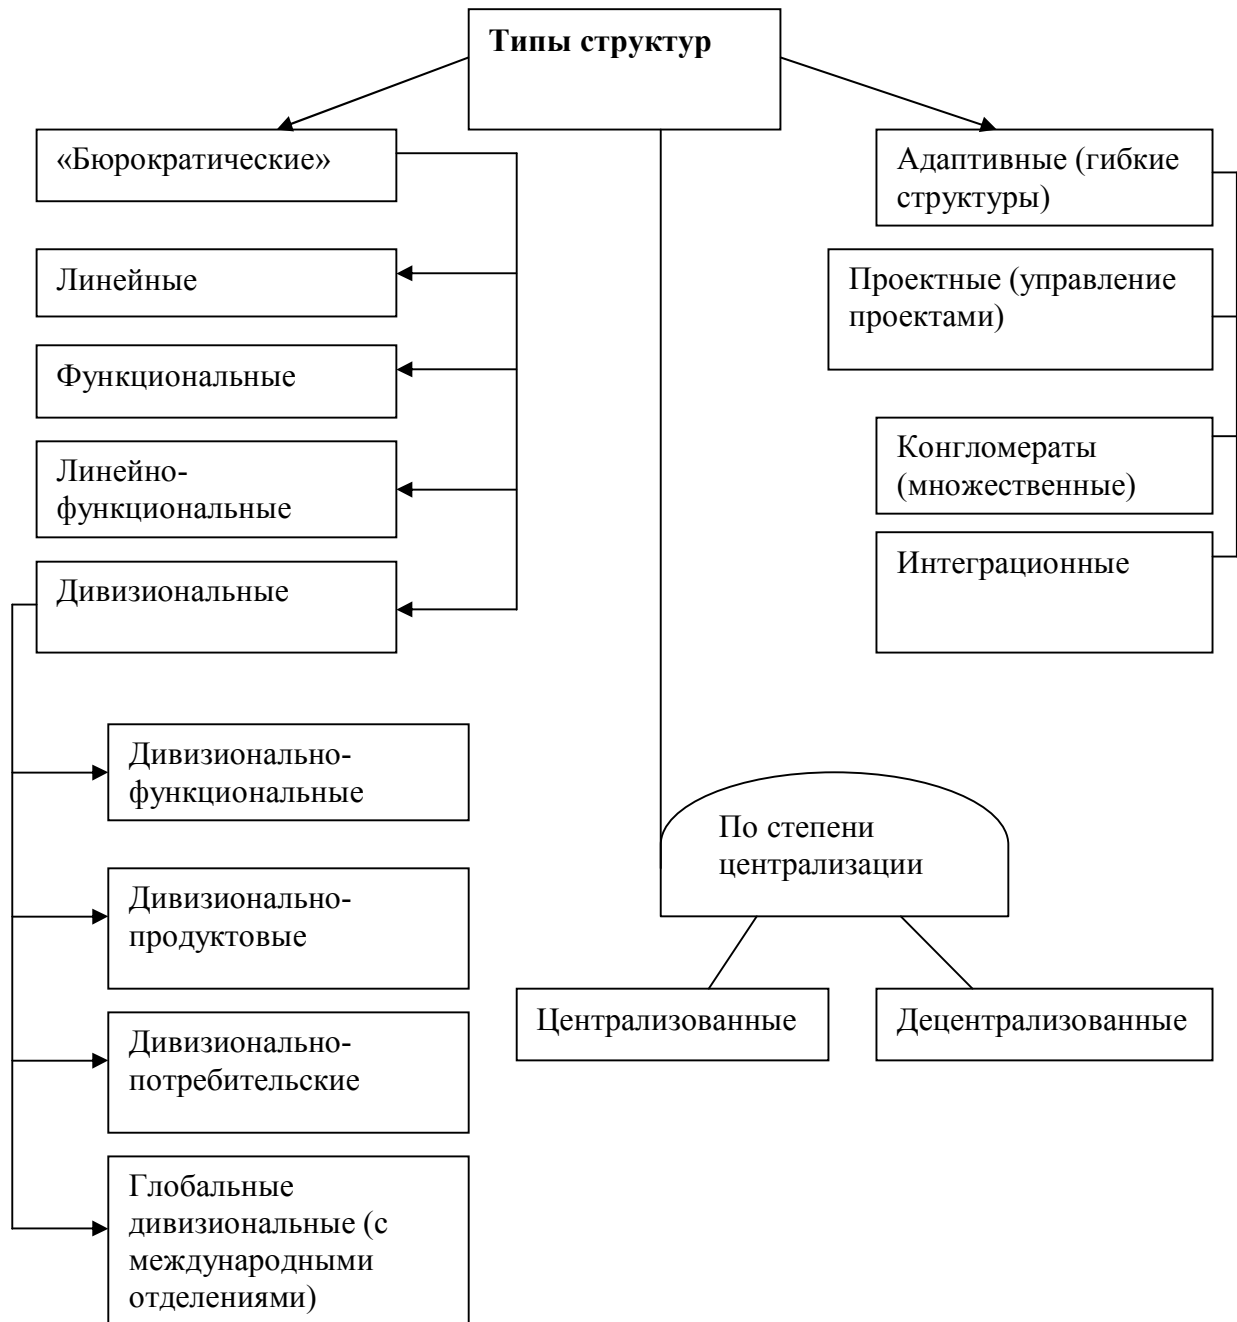 Типы структур
«Бюрократические»
Линейные
Функциональные
Линейно-
функциональные
Дивизиональные
Дивизионально-
функциональные
Дивизионально-
продуктовые
Дивизионально-
потребительские
Глобальные
дивизиональные (с
международными
отделениями)
Адаптивные (гибкие
структуры)
Проектные (управление
проектами)
Конгломераты
(множественные)
Интеграционные
По степени
централизации
Централизованные
Децентрализованные